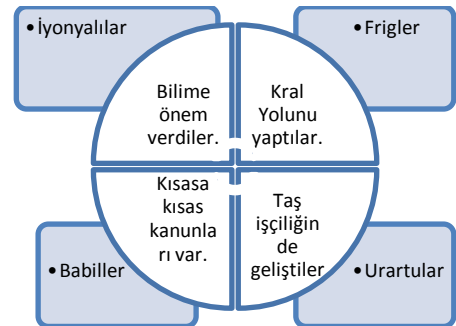 •İyonyalılar
•Frigler
Bilime
önem
verdiler.
Kral
Yolunu
yaptılar.
Kısasa
kısas
kanunla
rı var.
Taş
işçiliğin
de
geliştiler
•Babiller
•Urartular